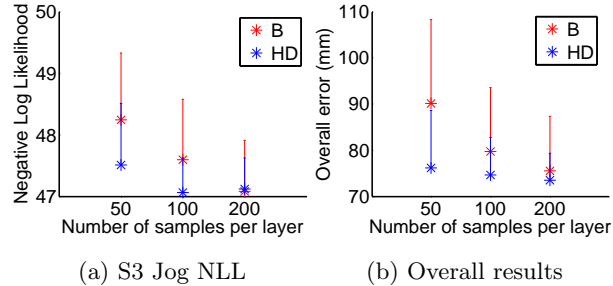 Negative Log Likelihood
50
49
48
47
50
100
200
Number of samples per layer
B
HD
(a) S3 Jog NLL
Overall error (mm)
110
100
90
80
70
60
50
100
200
Number of samples per layer
B
HD
(b) Overall results